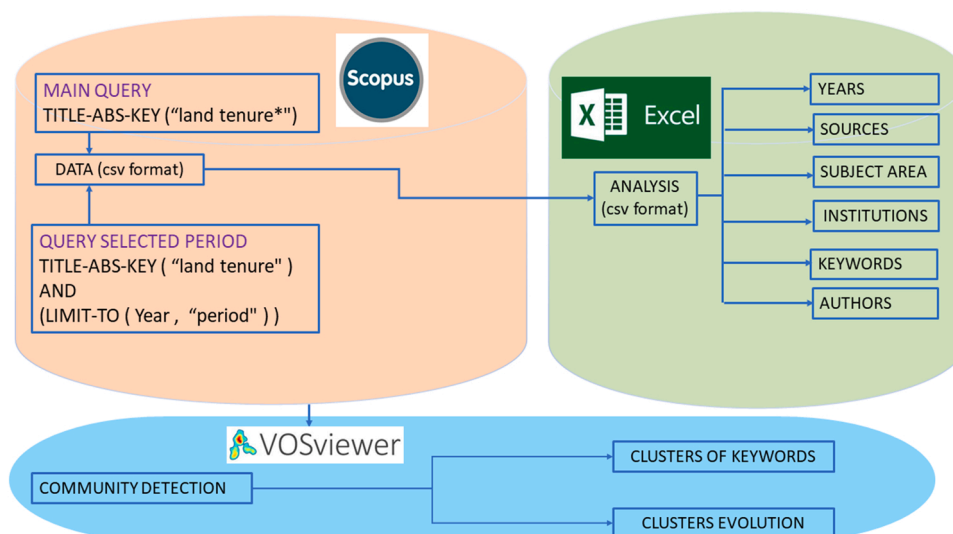 Scopus
MAIN QUERY
TITLE-ABS-KEY (“land tenure*")
DATA (csv format)
QUERY SELECTED PERIOD
TITLE-ABS-KEY ( “land tenure" )
AND
(LIMIT-TO ( Year , “period" ) )
X
Excel
ANALYSIS
(csv format)
YEARS
SOURCES
SUBJECT AREA
INSTITUTIONS
KEYWORDS
AUTHORS
VOSviewer
COMMUNITY DETECTION
CLUSTERS OF KEYWORDS
CLUSTERS EVOLUTION